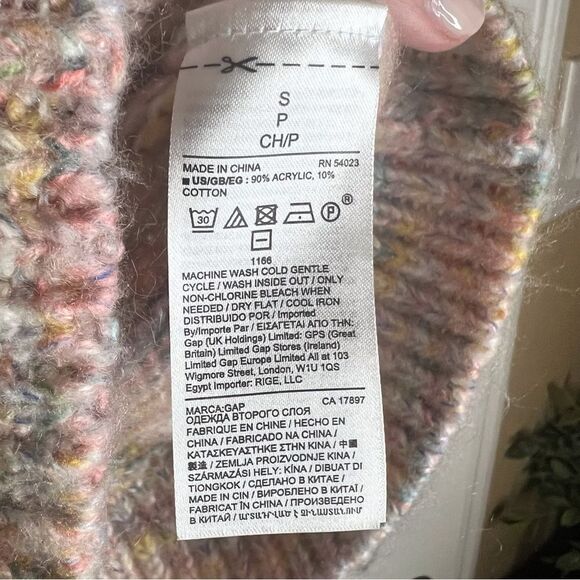 S
P
CH/P
MADE IN CHINA RN 54023
■ US/GB/EG : 90% ACRYLIC, 10%
COTTON
30 P ®
1166
MACHINE WASH COLD GENTLE
CYCLE / WASH INSIDE OUT / ONLY
NON-CHLORINE BLEACH WHEN
NEEDED / DRY FLAT / COOL IRON
DISTRIBUIDO POR / Imported
By/Importe Par / ΕΙΣΑΓΕΤΑΙ ΑΠΟ ΤΗΝ:
Gap (UK Holdings) Limited: GPS (Great
Britain) Limited Gap Stores (Ireland)
Limited Gap Europe Limited All at 103
Wigmore Street, London, W1U 1QS
Egypt Importer: RIGE, LLC
MARCA:GAP CA 17897
ОДЕЖДА ВТОРОГО СЛОЯ
FABRIQUE EN CHINE / HECHO EN
CHINA / FABRICADO NA CHINA /
ΚΑΤΑΣΚΕΥΑΣΤΗΚΕ ΣΤΗΝ ΚΙΝΑ / 中國
製造 / ZEMLJA PROIZVODNJE KINA /
SZÁRMAZÁSI HELY: KÍNA / DIBUAT DI
TIONGKOK / СДЕЛАНО В КИТАЕ /
MADE IN CIN / ВИРОБЛЕНО В КИТАЇ /
FABRICAT ÎN CHINA / ПРОИЗВЕДЕНО
В КИТАЙ / ԱՐՏԱԴՐՎԱԾ Է ՉԻՆԱՍՏԱՆՈՒՄ